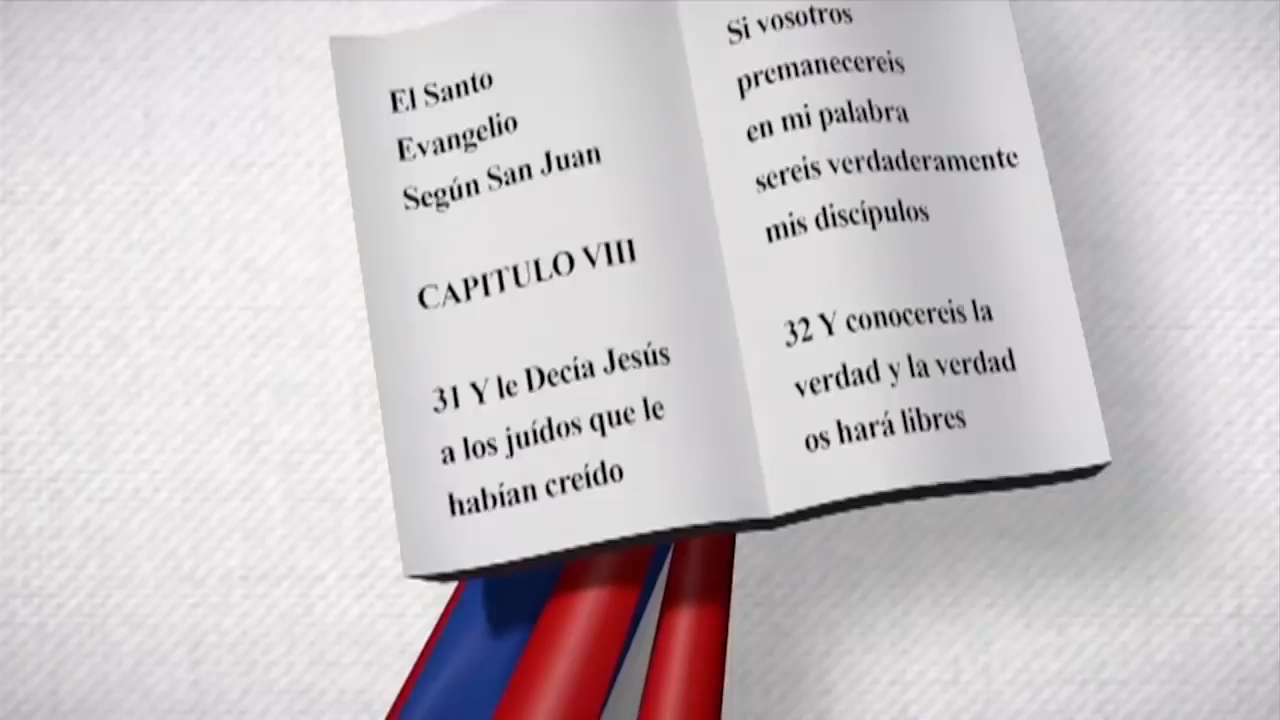 El Santo
Evangelio
Según San Juan
CAPITULO VIII
31 Y le Decía Jesús
a los juídos que le
habían creído
Si vosotros
premanecereis
en mi palabra
sereis verdaderamente
mis discípulos
32 Y conocereis la
verdad y la verdad
os hará libres